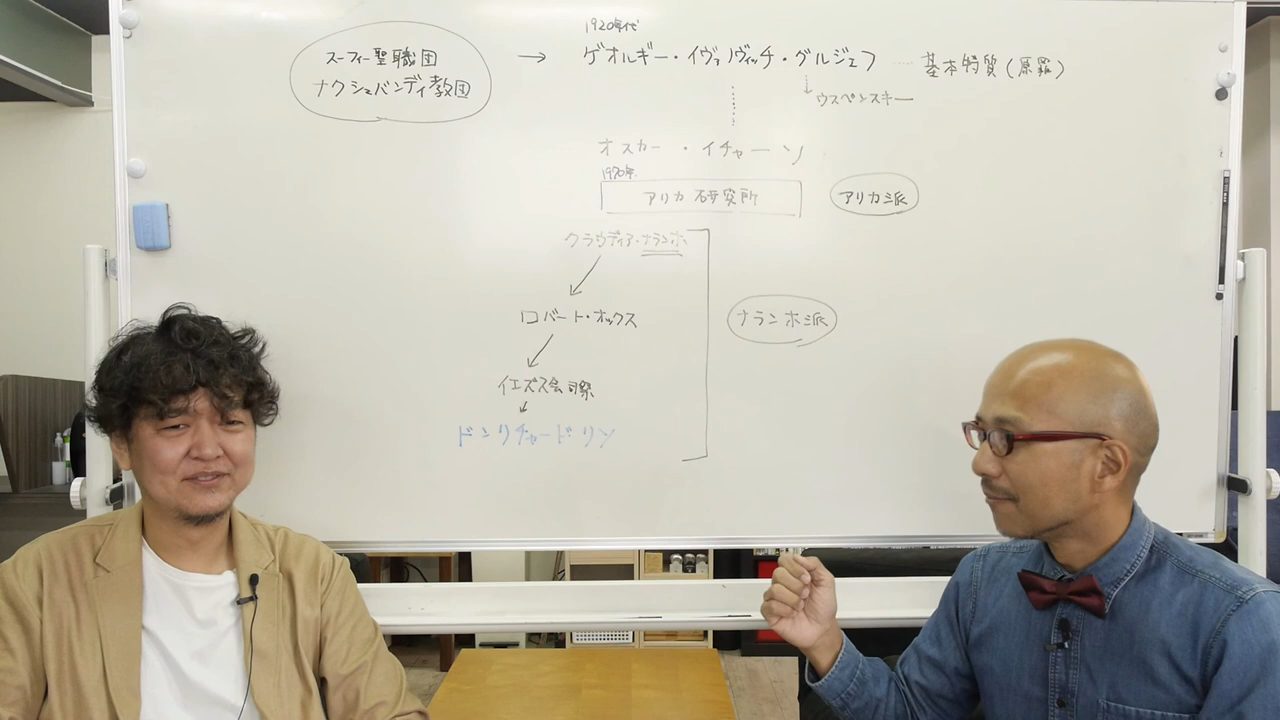 1920年代
スーフィー聖職団 → ゲオルギー・イヴァノヴィッチ・グルジェフ …… 基本特質(原罪)
ナクシュバンディ教団
ウスペンスキー
オスカー・イチャーソ
1970年.
アリカ研究所 アリカ派
クラウディア・ナランホ
ロバート・オックス ナランホ派
イエズス会司祭
ドンリチャード・リソ